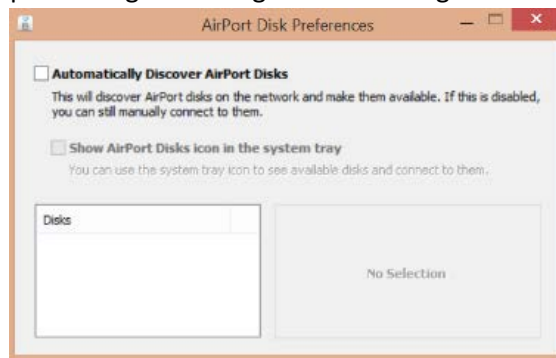 AirPort Disk Preferences
Automatically Discover AirPort Disks
This will discover AirPort disks on the network and make them available. If this is disabled,
you can still manually connect to them.
Show AirPort Disks icon in the system tray
You can use the system tray icon to see available disks and connect to them.
Disks
No Selection